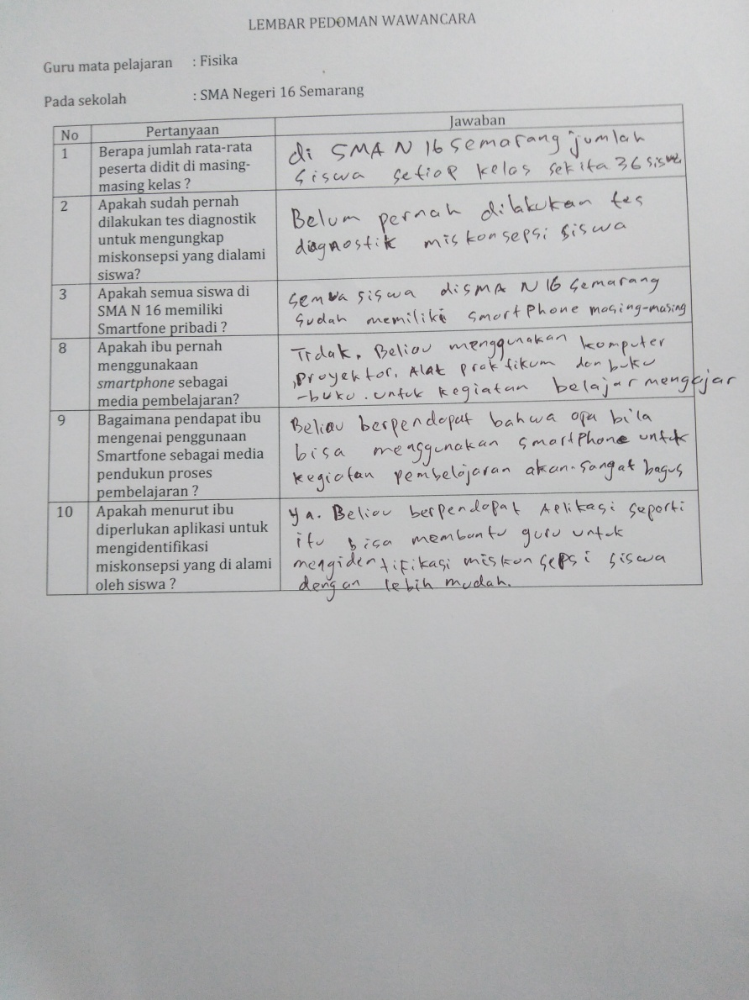 LEMBAR PEDOMAN WAWANCARA
Guru mata pelajaran : Fisika
Pada sekolah : SMA Negeri 16 Semarang
No Pertanyaan Jawaban
1
Berapa jumlah rata-rata
peserta didit di masing-
masing kelas ?
di SMA N 16 semarang jumlah
siswa setiap kelas sekita 36 siswa
2
Apakah sudah pernah
dilakukan tes diagnostik
untuk mengungkap
miskonsepsi yang dialami
siswa?
Belum pernah dilakukan tes
diagnostik miskonsepsi siswa
3
Apakah semua siswa di
SMA N 16 memiliki
Smartfone pribadi ?
semua siswa diSMA N 16 Semarang
sudah memiliki smartPhone masing-masing
8
Apakah ibu pernah
menggunakaan
smartphone sebagai
media pembelajaran?
Tidak. Beliau menggunakan komputer
,Proyektor, Alat praktikum dan buku
-buku. untuk kegiatan belajar mengajar
9
Bagaimana pendapat ibu
mengenai penggunaan
Smartfone sebagai media
pendukun proses
pembelajaran ?
Beliau berpendapat bahwa apa bila
bisa menggunakan smartPhone untuk
kegiatan pembelajaran akan sangat bagus
10
Apakah menurut ibu
diperlukan aplikasi untuk
mengidentifikasi
miskonsepsi yang di alami
oleh siswa ?
ya. Beliau berpendapat Aplikasi seperti
itu bisa membantu guru untuk
mengidentifikasi miskonsepsi siswa
dengan lebih mudah.